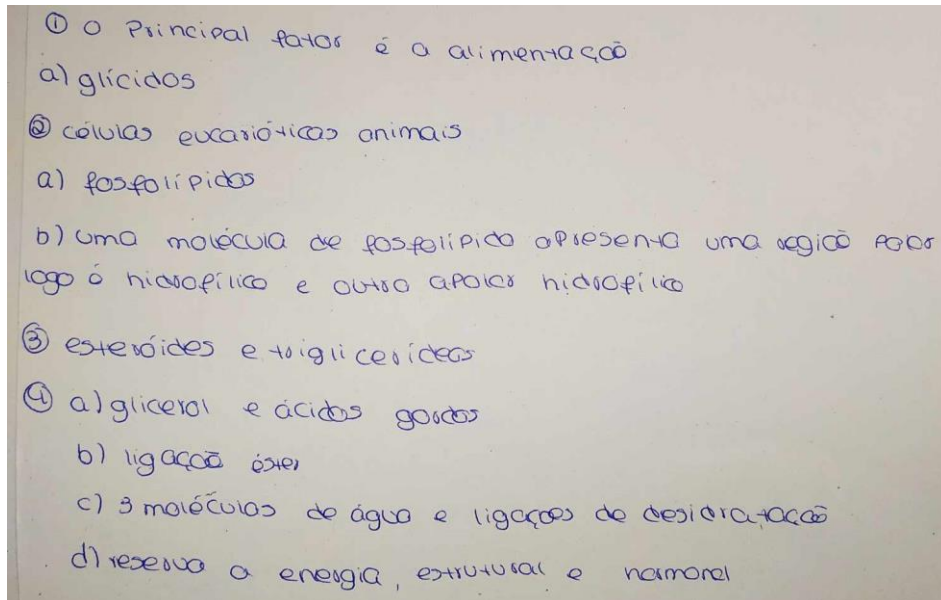 ① O Principal fator é a alimentação
a) glícidos
② células eucarióticas animais
a) fosfolípidos
b) uma molécula de fosfolípido apresenta uma região polar
logo é hidrofílico e outro apolar hidrofílico
③ esteróides e triglicerídeos
④ a) glicerol e ácidos gordos
b) ligação éster
c) 3 moléculas de água e ligações de desidratação
d) reserva a energia, estrutural e hormonal